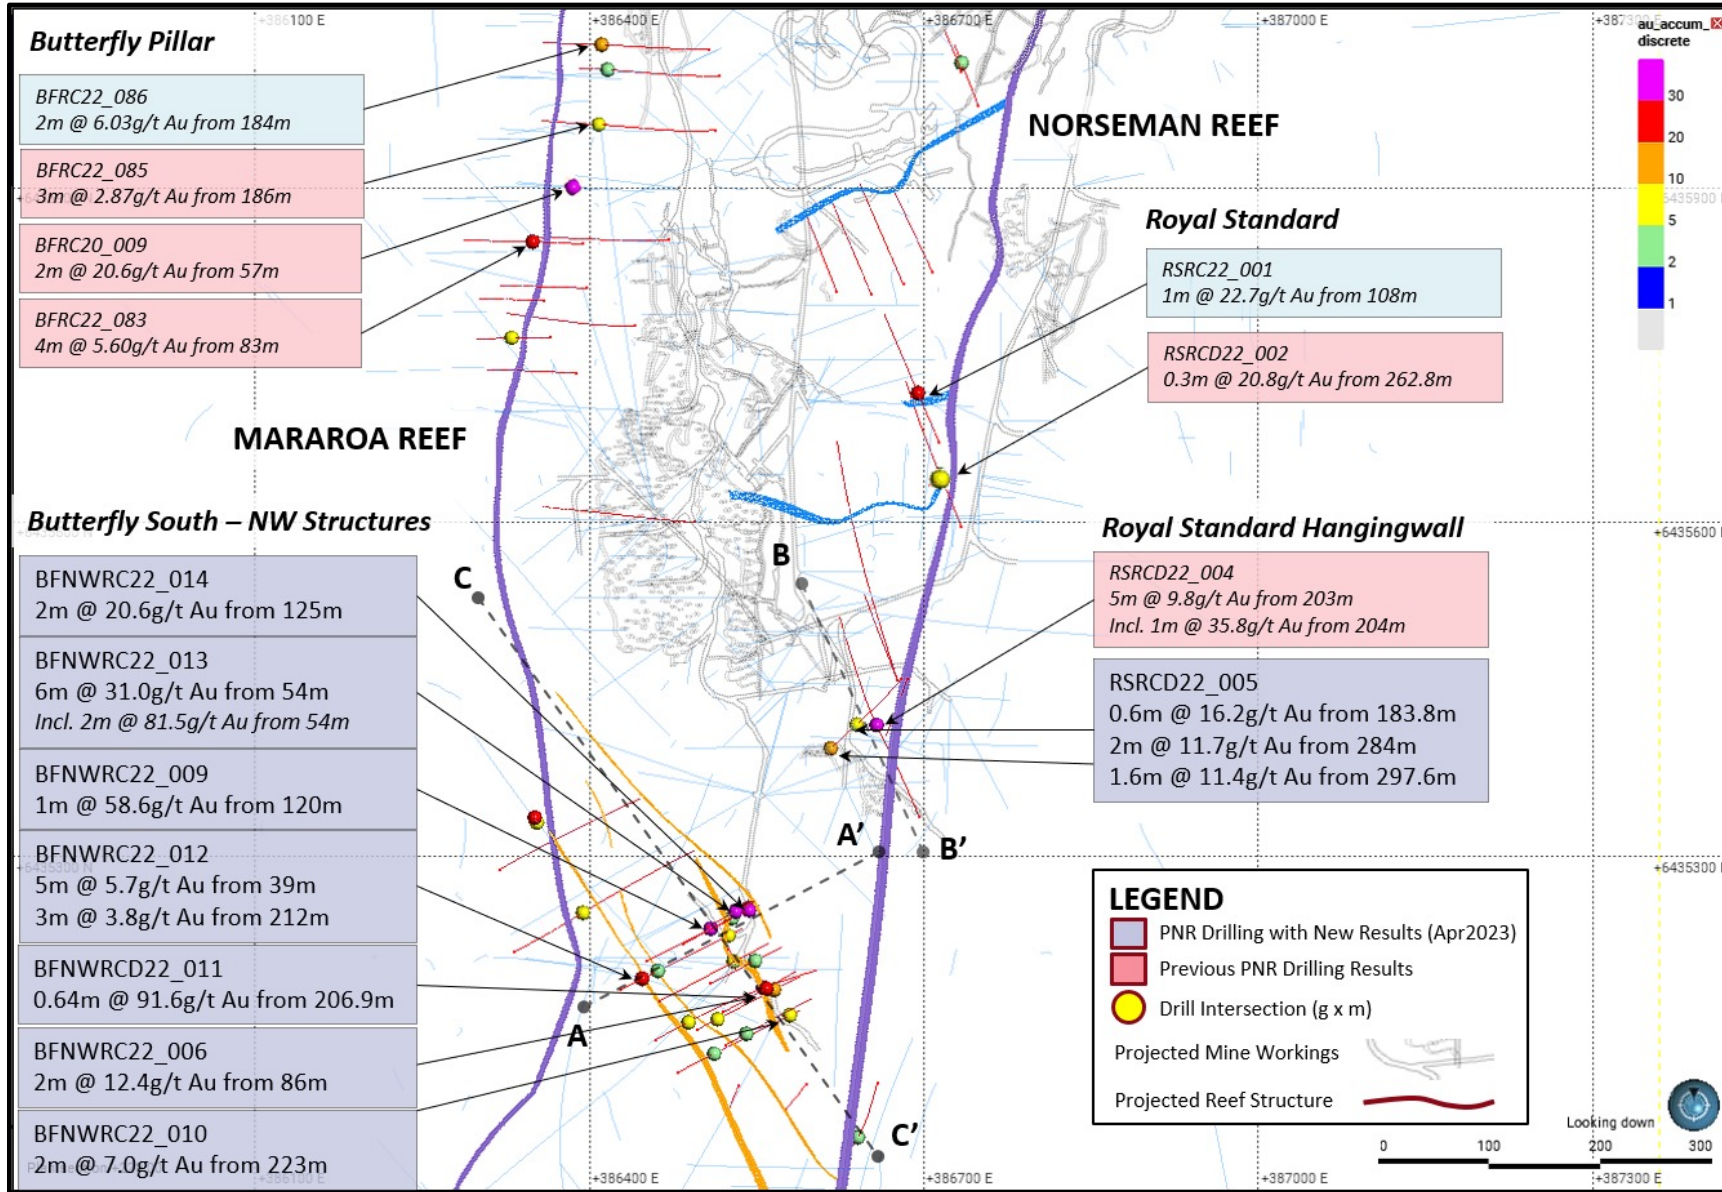 +386100 E
+386400 E
+386700 E
+387000 E
+387300 E
au_accum_
discrete
30
20
10
5
2
1
Butterfly Pillar
BFRC22_086
2m @ 6.03g/t Au from 184m
BFRC22_085
3m @ 2.87g/t Au from 186m
BFRC20_009
2m @ 20.6g/t Au from 57m
BFRC22_083
4m @ 5.60g/t Au from 83m
NORSEMAN REEF
6435900
Royal Standard
RSRC22_001
1m @ 22.7g/t Au from 108m
RSRCD22_002
0.3m @ 20.8g/t Au from 262.8m
MARAROA REEF
+6435600
Butterfly South – NW Structures
BFNWRC22_014
2m @ 20.6g/t Au from 125m
BFNWRC22_013
6m @ 31.0g/t Au from 54m
Incl. 2m @ 81.5g/t Au from 54m
BFNWRC22_009
1m @ 58.6g/t Au from 120m
BFNWRC22_012
5m @ 5.7g/t Au from 39m
3m @ 3.8g/t Au from 212m
BFNWRCD22_011
0.64m @ 91.6g/t Au from 206.9m
BFNWRC22_006
2m @ 12.4g/t Au from 86m
BFNWRC22_010
2m @ 7.0g/t Au from 223m
Royal Standard Hangingwall
RSRCD22_004
5m @ 9.8g/t Au from 203m
Incl. 1m @ 35.8g/t Au from 204m
RSRCD22_005
0.6m @ 16.2g/t Au from 183.8m
2m @ 11.7g/t Au from 284m
1.6m @ 11.4g/t Au from 297.6m
C
B
A’
B’
A
C’
+6435300 N
+6435300
LEGEND
PNR Drilling with New Results (Apr2023)
Previous PNR Drilling Results
Drill Intersection (g x m)
Projected Mine Workings
Projected Reef Structure
Looking down
0 100 200 300
+386100 E
+386400 E
+386700 E
+387000 E
+387300 E